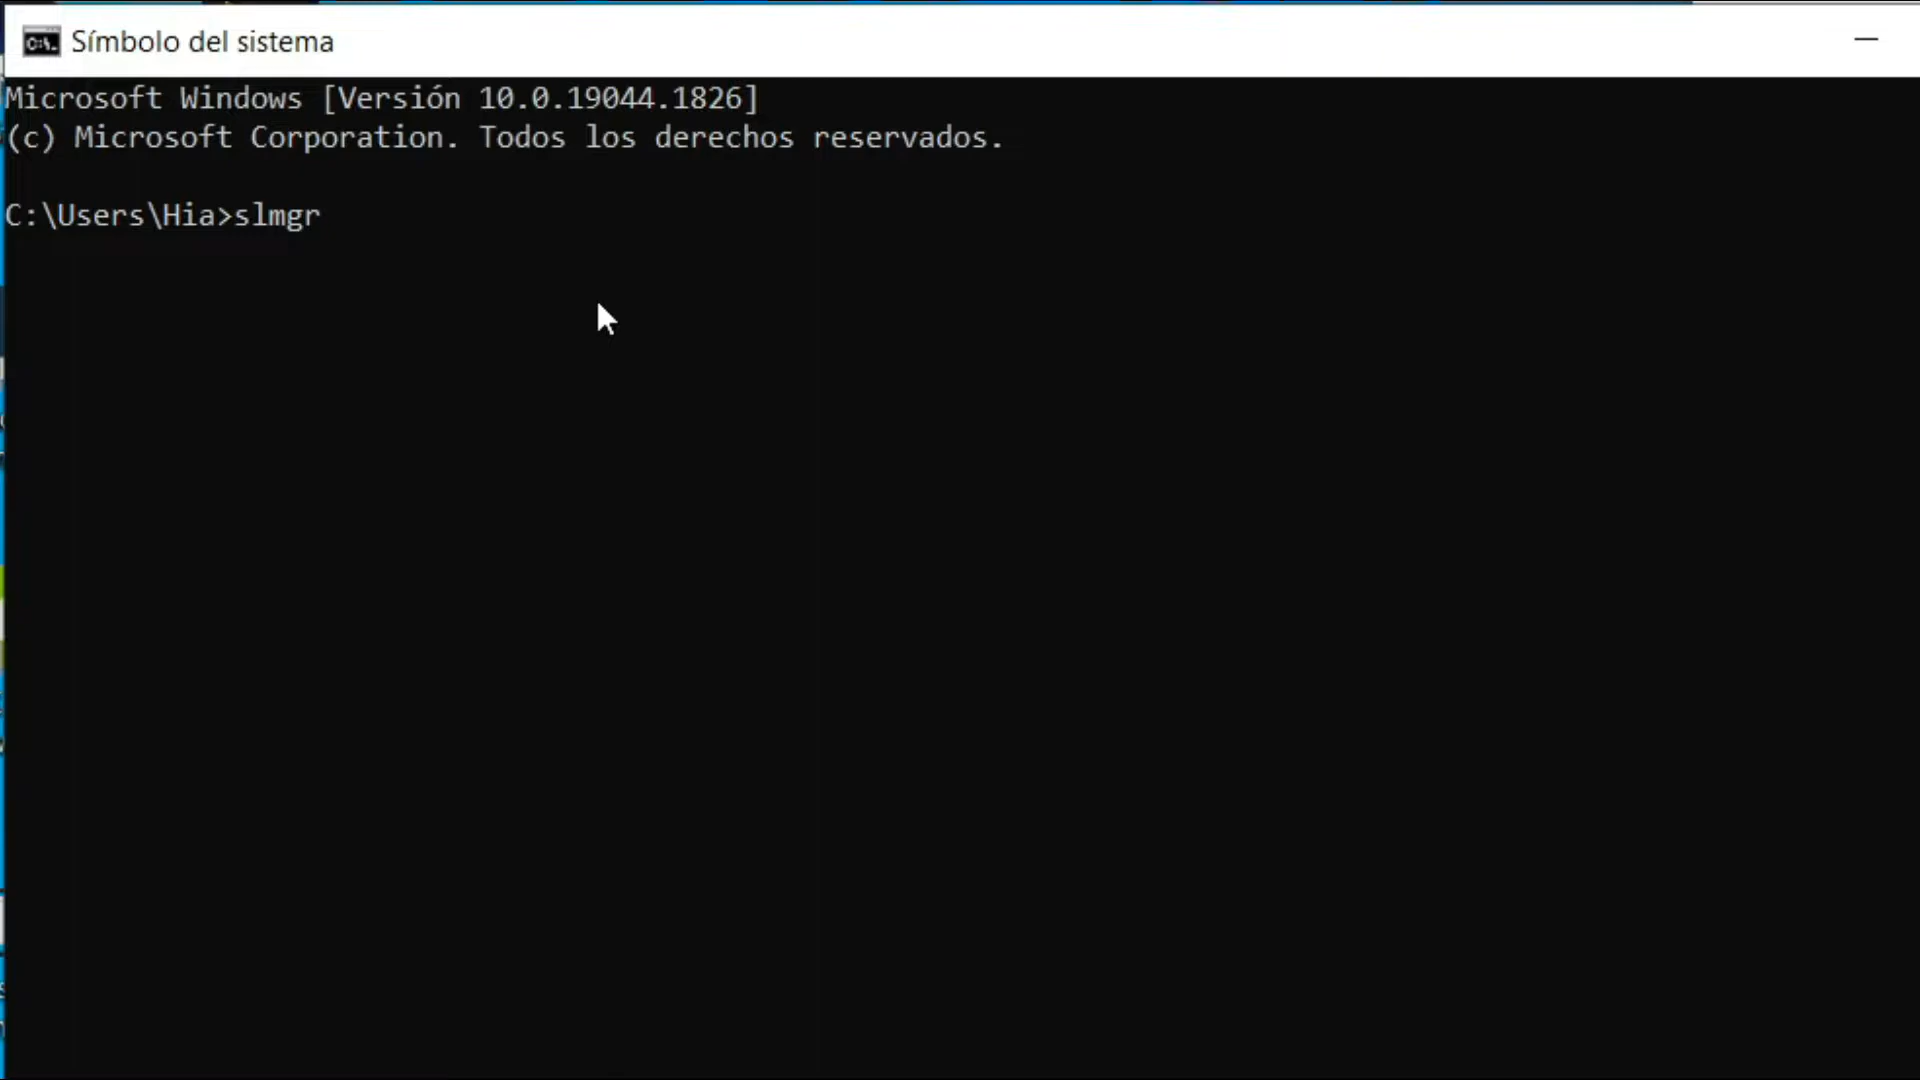 Símbolo del sistema
Microsoft Windows [Versión 10.0.19044.1826]
(c) Microsoft Corporation. Todos los derechos reservados.
C:\Users\Hia>slmgr